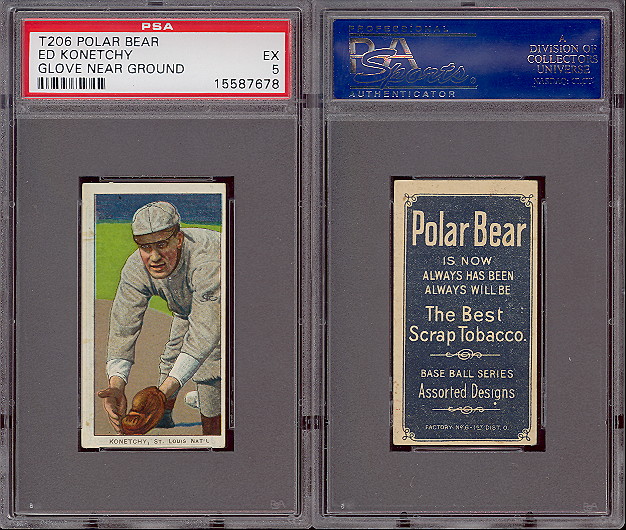 PSA
T206 POLAR BEAR
ED KONETCHY EX
GLOVE NEAR GROUND 5
15587678
KONETCHY, ST. LOUIS NAT'L
PROFESSIONAL
PSA
Sports
AUTHENTICATOR
A
DIVISION OF
COLLECTORS
UNIVERSE
Polar Bear
IS NOW
ALWAYS HAS BEEN
ALWAYS WILL BE
The Best
Scrap Tobacco.
BASE BALL SERIES
Assorted Designs
FACTORY Nº 6-1ST DIST. O.